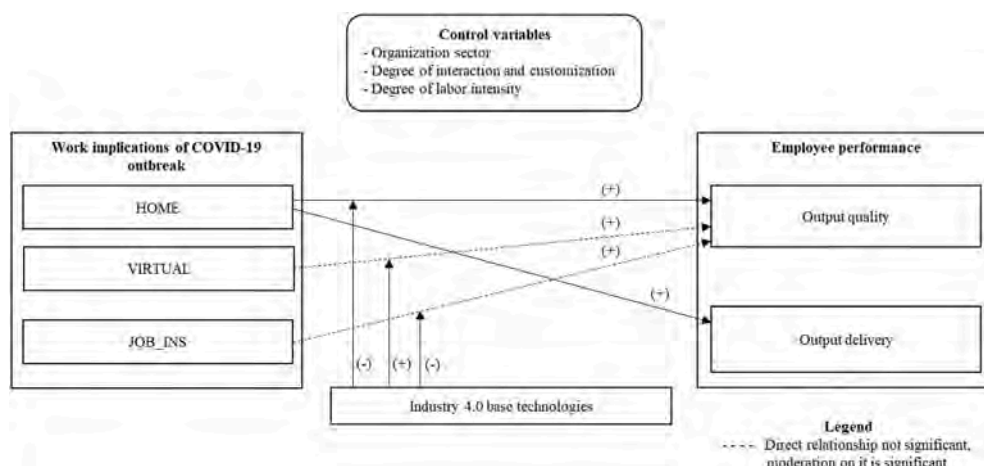 Control variables
- Organization sector
- Degree of interaction and customization
- Degree of labor intensity
Work implications of COVID-19
outbreak
HOME
VIRTUAL
JOB_INS
Employee performance
Output quality
Output delivery
(+)
(+)
(+)
(+)
(-)
(+)
(-)
Industry 4.0 base technologies
Legend
---- Direct relationship not significant,
moderation on it is significant